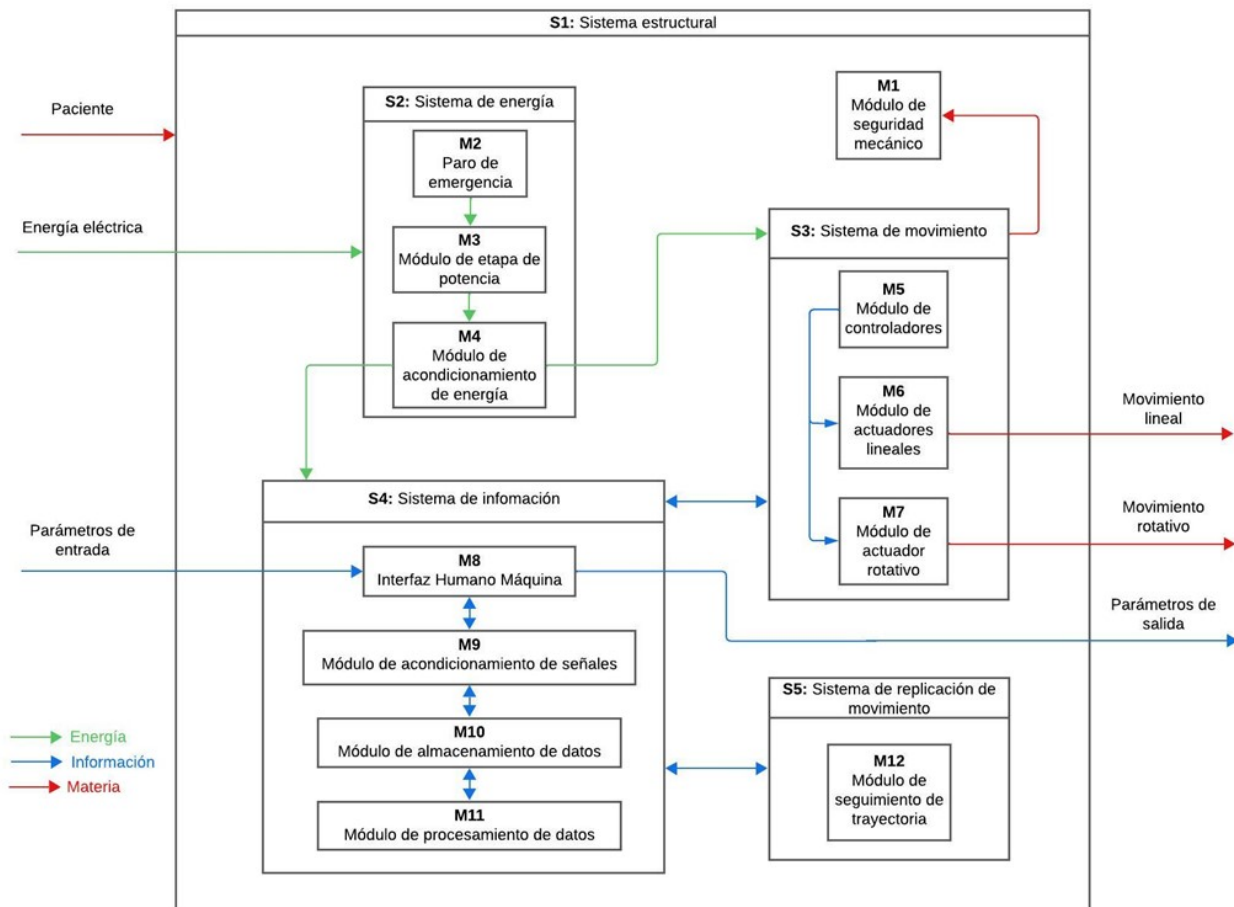 S1: Sistema estructural
Paciente
Energía eléctrica
Parámetros de
entrada
S2: Sistema de energía
M2
Paro de
emergencia
M3
Módulo de etapa de
potencia
M4
Módulo de
acondicionamiento
de energía
M1
Módulo de
seguridad
mecánico
S3: Sistema de movimiento
M5
Módulo de
controladores
M6
Módulo de
actuadores
lineales
M7
Módulo de
actuador
rotativo
Movimiento
lineal
Movimiento
rotativo
Parámetros de
salida
S4: Sistema de infomación
M8
Interfaz Humano Máquina
M9
Módulo de acondicionamiento de señales
M10
Módulo de almacenamiento de datos
M11
Módulo de procesamiento de datos
S5: Sistema de replicación de
movimiento
M12
Módulo de
seguimiento de
trayectoria
Energía
Información
Materia